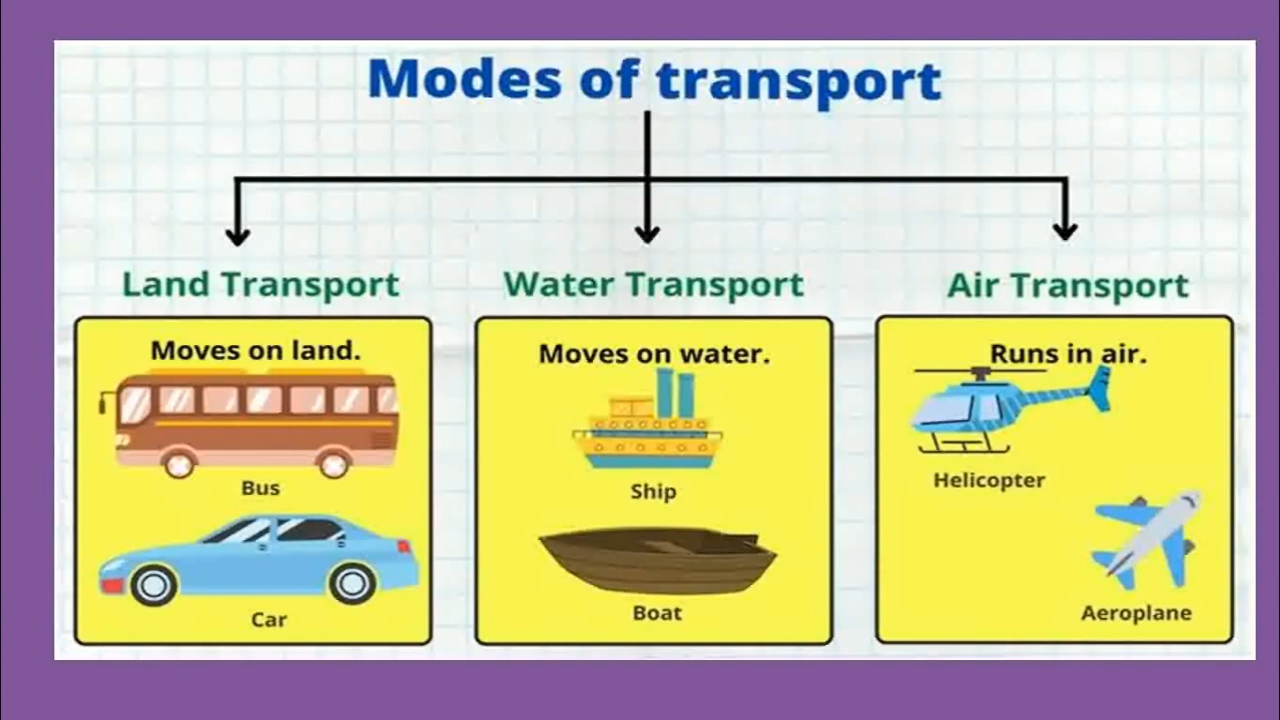 Modes of transport
Land Transport
Moves on land.
Bus
Car
Water Transport
Moves on water.
Ship
Boat
Air Transport
Runs in air.
Helicopter
Aeroplane